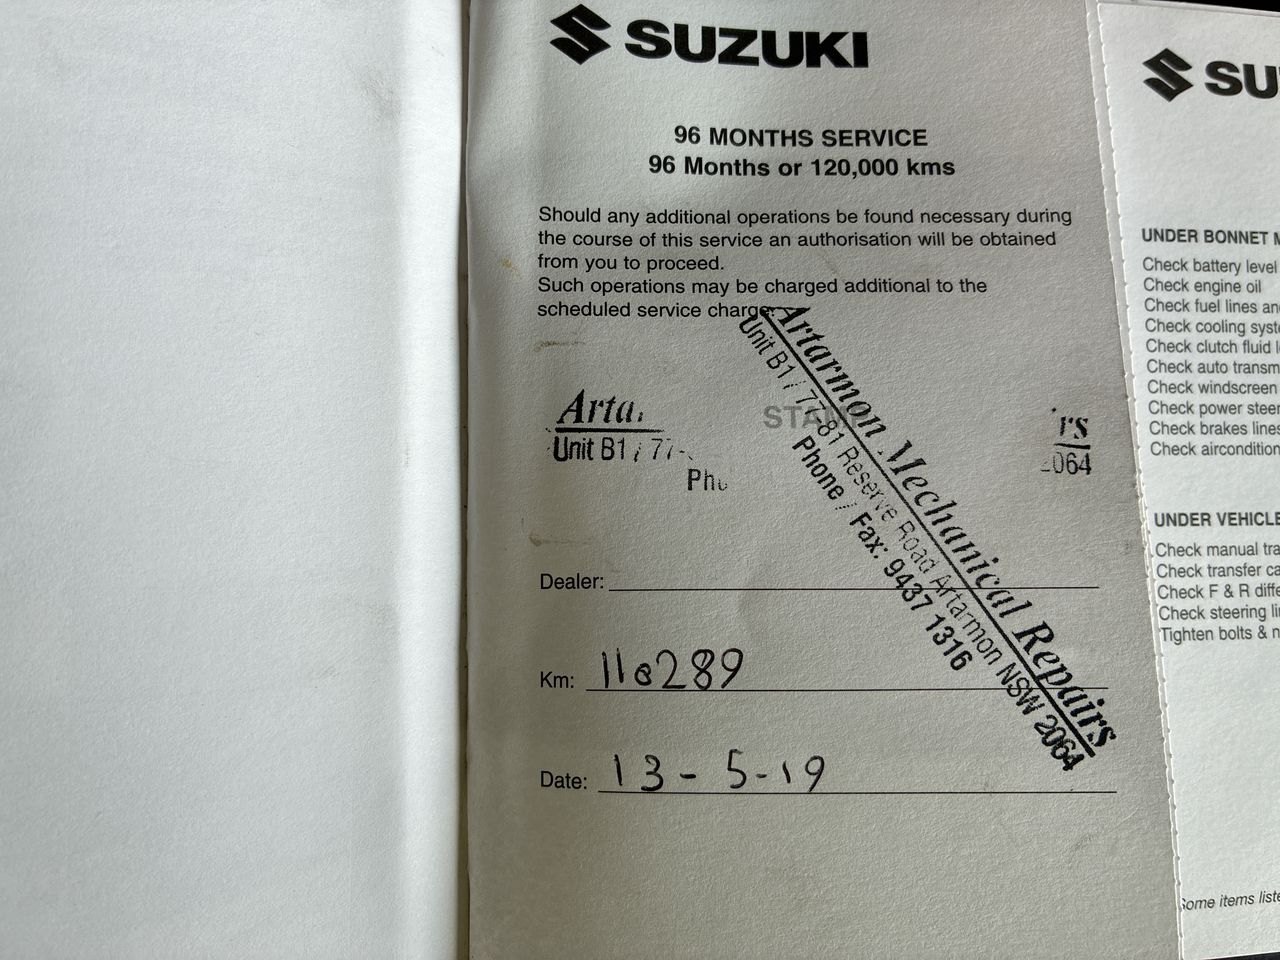 SUZUKI
96 MONTHS SERVICE
96 Months or 120,000 kms
Should any additional operations be found necessary during
the course of this service an authorisation will be obtained
from you to proceed.
Such operations may be charged additional to the
scheduled service charge.
Artarmon Mechanical Repairs
Unit B1 / 77-81 Reserve Road Artarmon NSW 2064
Phone / Fax: 9437 1316
Arta rs
Unit B1 / 77- 2064
Pho
STAM
Dealer:
Km: 118289
Date: 13-5-19
SU
UNDER BONNET M
Check battery level
Check engine oil
Check fuel lines an
Check cooling syste
Check clutch fluid l
Check auto transm
Check windscreen
Check power steer
Check brakes lines
Check aircondition
UNDER VEHICLE
Check manual tra
Check transfer ca
Check F & R diffe
Check steering li
Tighten bolts & n
Some items liste